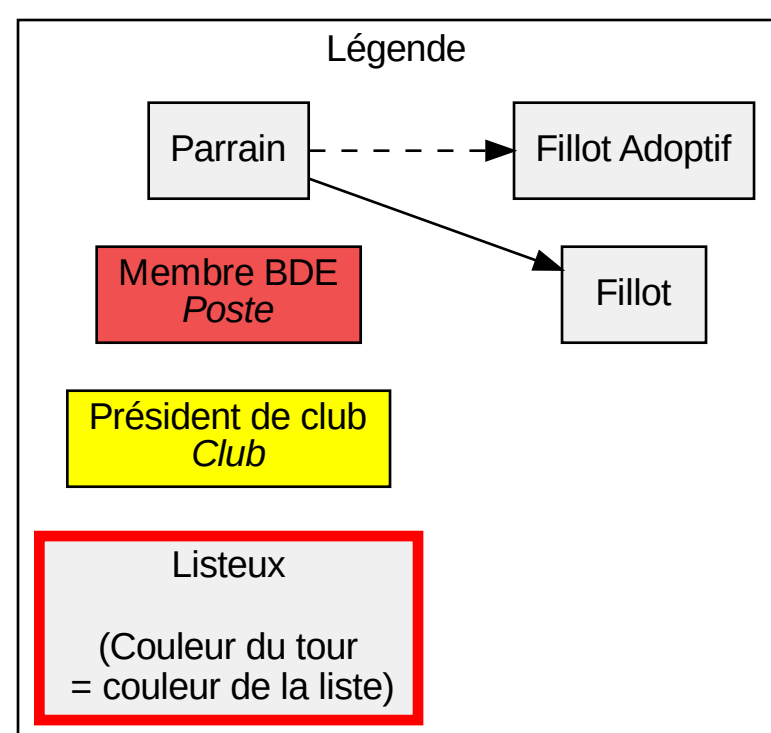 Légende
Parrain
Fillot Adoptif
Membre BDE
Poste
Fillot
Président de club
Club
Listeux
(Couleur du tour
= couleur de la liste)